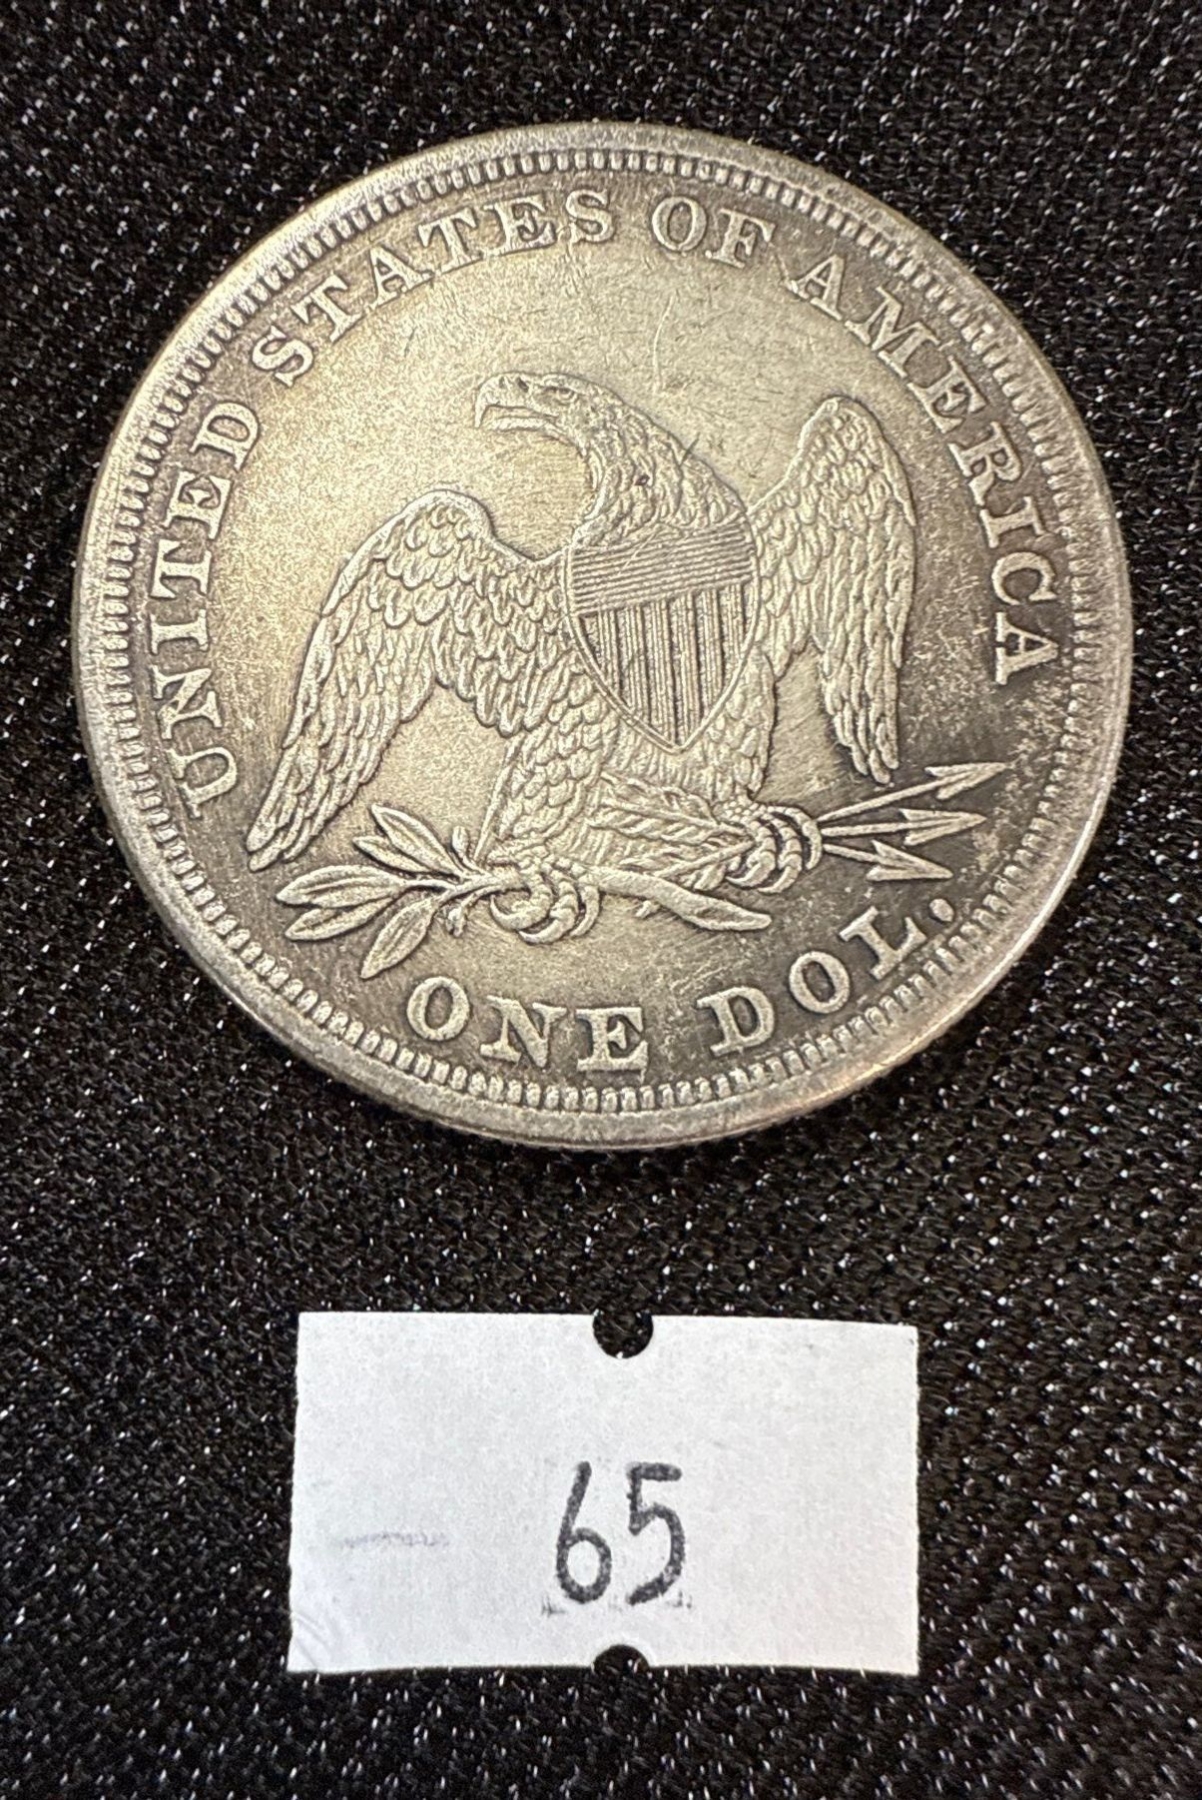 UNITED STATES OF AMERICA
ONE DOL.
65